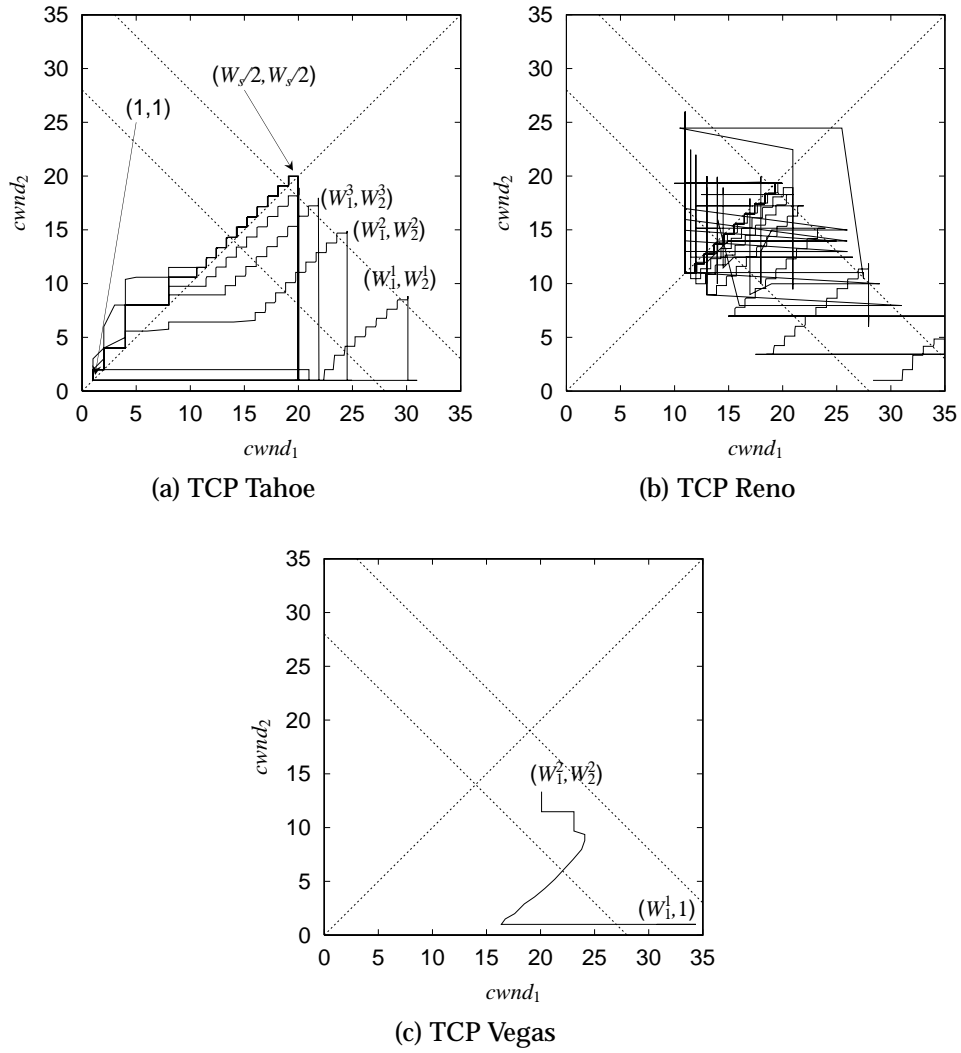 35
30
25
20
15
10
5
0
cwnd₂
(Wₛ/2,Wₛ/2)
(1,1)
(W₁³,W₂³)
(W₁²,W₂²)
(W₁¹,W₂¹)
0 5 10 15 20 25 30 35
cwnd₁
(a) TCP Tahoe
35
30
25
20
15
10
5
0
cwnd₂
0 5 10 15 20 25 30 35
cwnd₁
(b) TCP Reno
35
30
25
20
15
10
5
0
cwnd₂
(W₁²,W₂²)
(W₁¹,1)
0 5 10 15 20 25 30 35
cwnd₁
(c) TCP Vegas